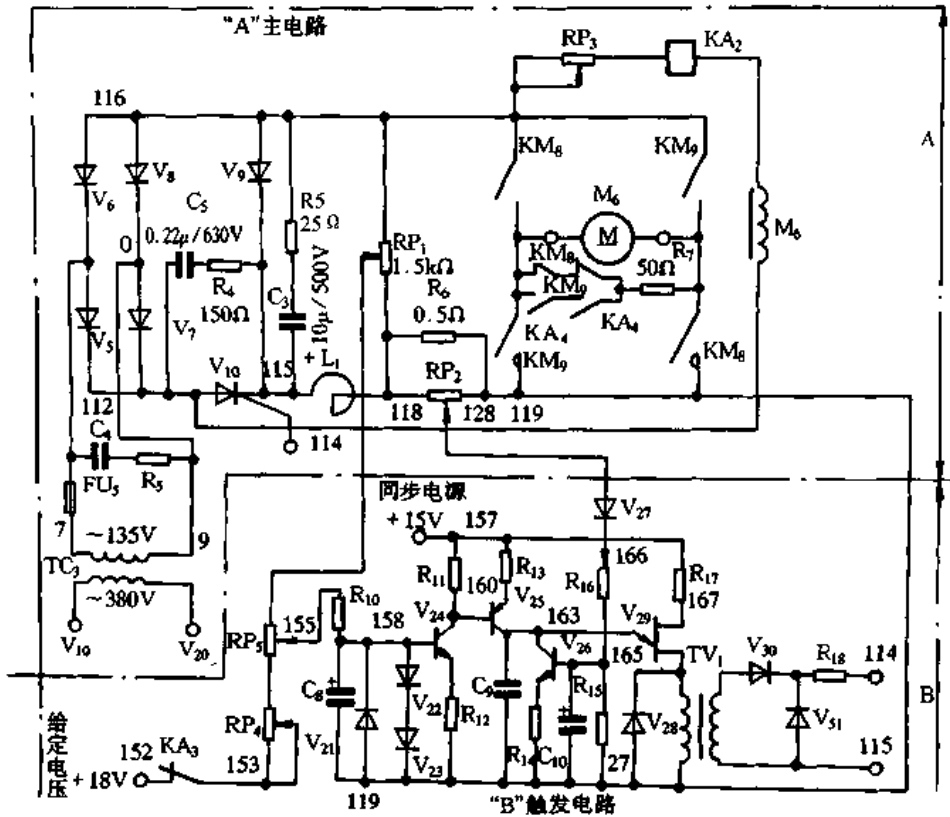 "A"主电路
RP₃
KA₂
116
KM₈
KM₉
A
V₆
V₈
V₉
C₅
0.22μ/630V
0
R5
25Ω
RP₁
1.5kΩ
M₆
M
M₆
R₄
150Ω
C₃
10μ/500V
R₆
0.5Ω
KM₈
KM₉
R₇
50Ω
KA₄
KA₄
V₅
V₇
V₁₀
115
+
L₁
RP₂
KM₉
KM₈
112
114
118
128
119
C₄
FU₅
R₅
7
9
~135V
TC₃
~380V
V₁₉
V₂₀
同步电源
+15V
157
V₂₇
166
R₁₁
160
R₁₃
R₁₆
R₁₇
167
155
R₁₀
158
V₂₄
V₂₅
163
V₂₉
RP₅
V₂₆
165
TV₁
V₃₀
R₁₈
114
+
C₈
V₂₂
R₁₂
C₉
R₁₅
+
V₂₈
V₅₁
B
RP₄
V₂₁
V₂₃
R₁₄
C₁₀
27
115
给定电压
152
KA₃
+18V
153
119
"B"触发电路